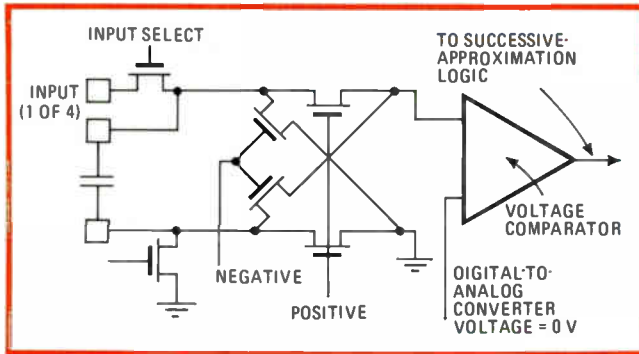 INPUT SELECT
INPUT
(1 OF 4)
TO SUCCESSIVE-
APPROXIMATION
LOGIC
VOLTAGE
COMPARATOR
NEGATIVE
POSITIVE
DIGITAL-TO-
ANALOG
CONVERTER
VOLTAGE = 0 V